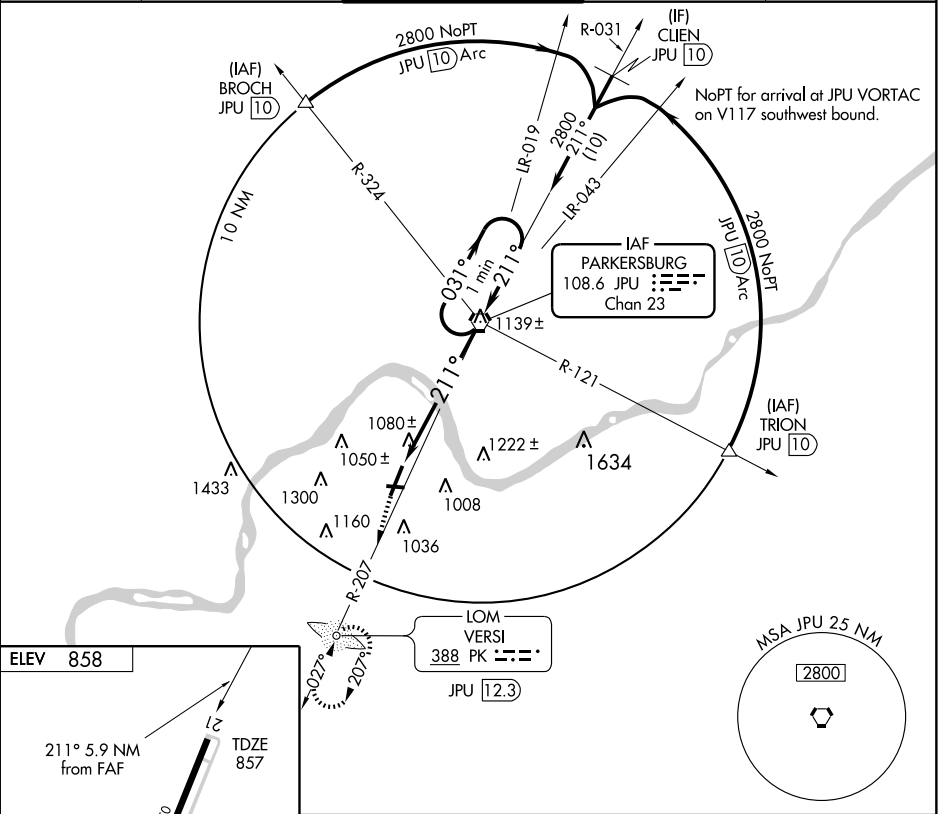 2800 NoPT
JPU 10 Arc
R-031
(IF)
CLIEN
JPU 10
(IAF)
BROCH
JPU 10
NoPT for arrival at JPU VORTAC
on V117 southwest bound.
LR-019
2800
211°
(10)
LR-043
R-324
10 NM
2800 NoPT
JPU 10 Arc
031°
1 min
211°
IAF
PARKERSBURG
108.6 JPU
Chan 23
1139±
R-121
211°
(IAF)
TRION
JPU 10
1080±
1050±
1222±
1634
1433
1300
1008
1160
1036
R-207
LOM
VERSI
388 PK
JPU 12.3
027°
207°
MSA JPU 25 NM
2800
ELEV 858
21
211° 5.9 NM
from FAF
TDZE
857